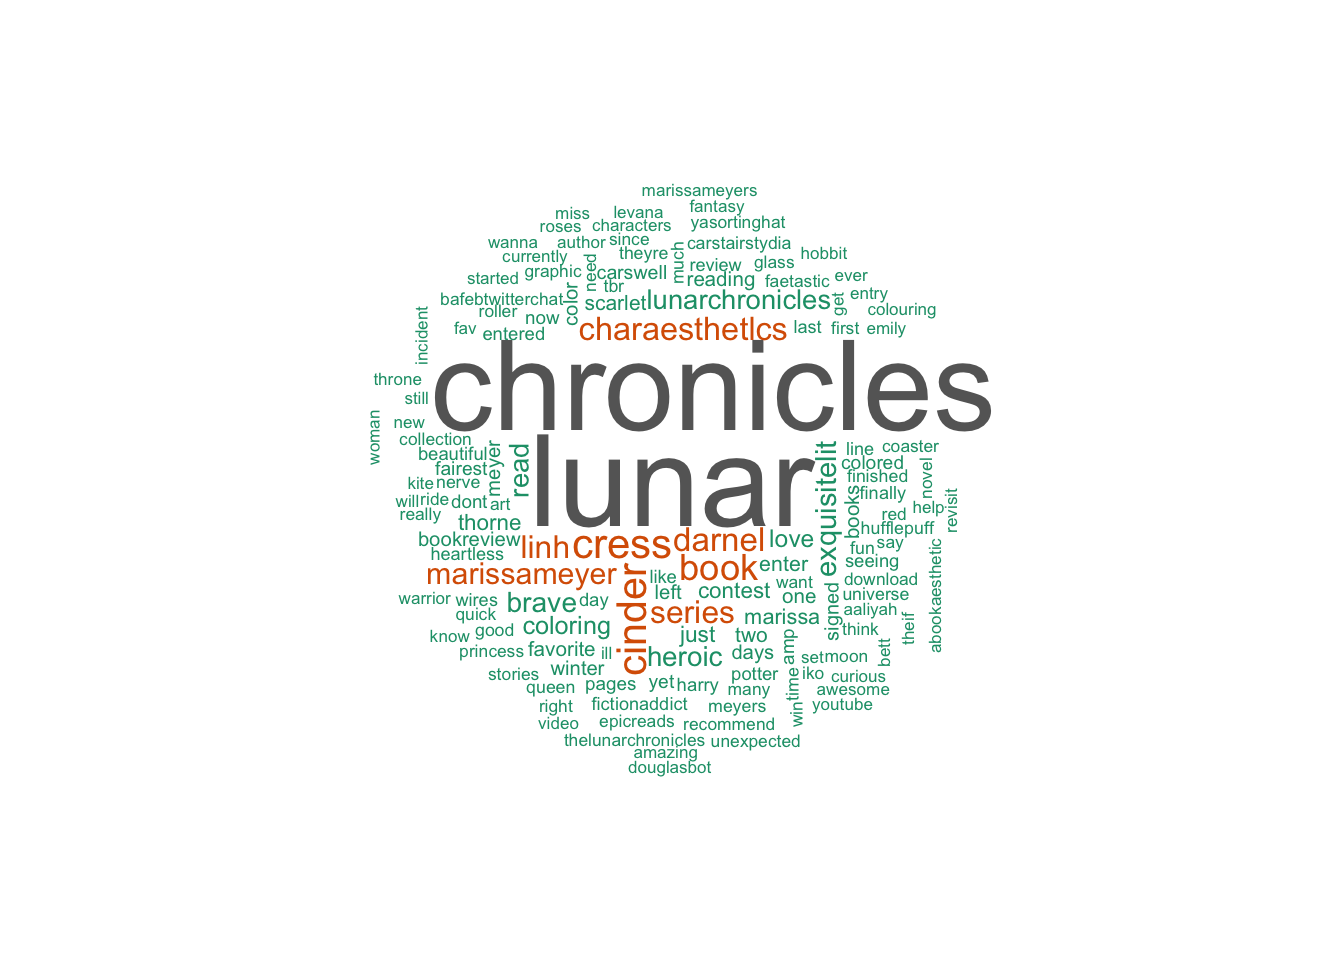 marissameyers
miss levana fantasy
roses characters yasortinghat
wanna author since much carstairstydia
currently theyre hobbit
started graphic need carswell review glass
tbr reading faetastic ever
bafebtwitterchat color scarlet lunarchronicles get entry
roller now colouring
incident fav entered charaesthetlcs last first emily
throne chronicles
still
woman new lunar
collection meyer read exquisitelit line coaster
beautiful colored novel
fairest books finished
kite nerve finally revisit
will ride dont art
really red help
thorne hufflepuff
bookreview linh cress darnel love fun say
heartless abookaesthetic
marissameyer cinder book enter seeing
like want download
left contest one signed universe
warrior wires brave day
quick series marissa aaliyah theif
know good coloring just two amp think bett
princess favorite ill heroic days set moon
stories winter potter time iko curious
queen pages yet harry many awesome
right fictionaddict meyers win youtube
video epicreads recommend
thelunarchronicles unexpected
amazing
douglasbot